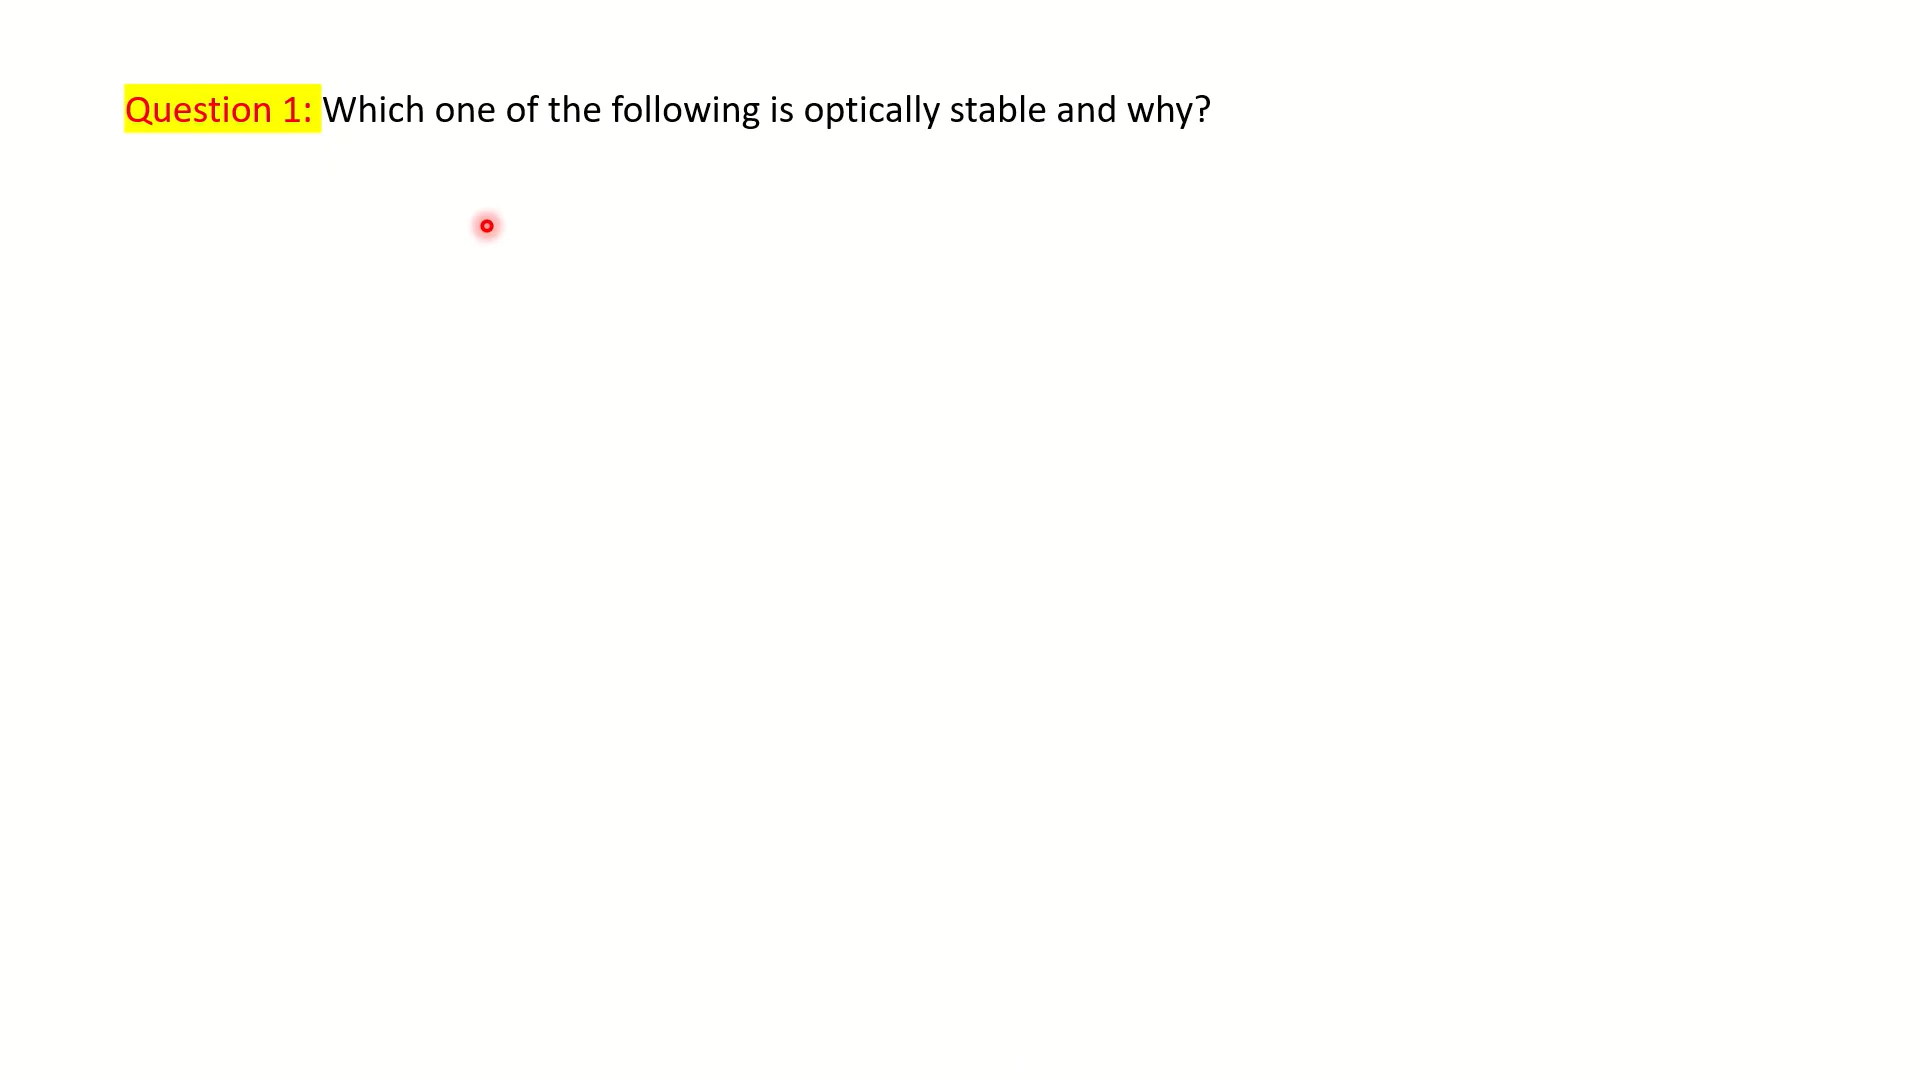 Question 1: Which one of the following is optically stable and why?